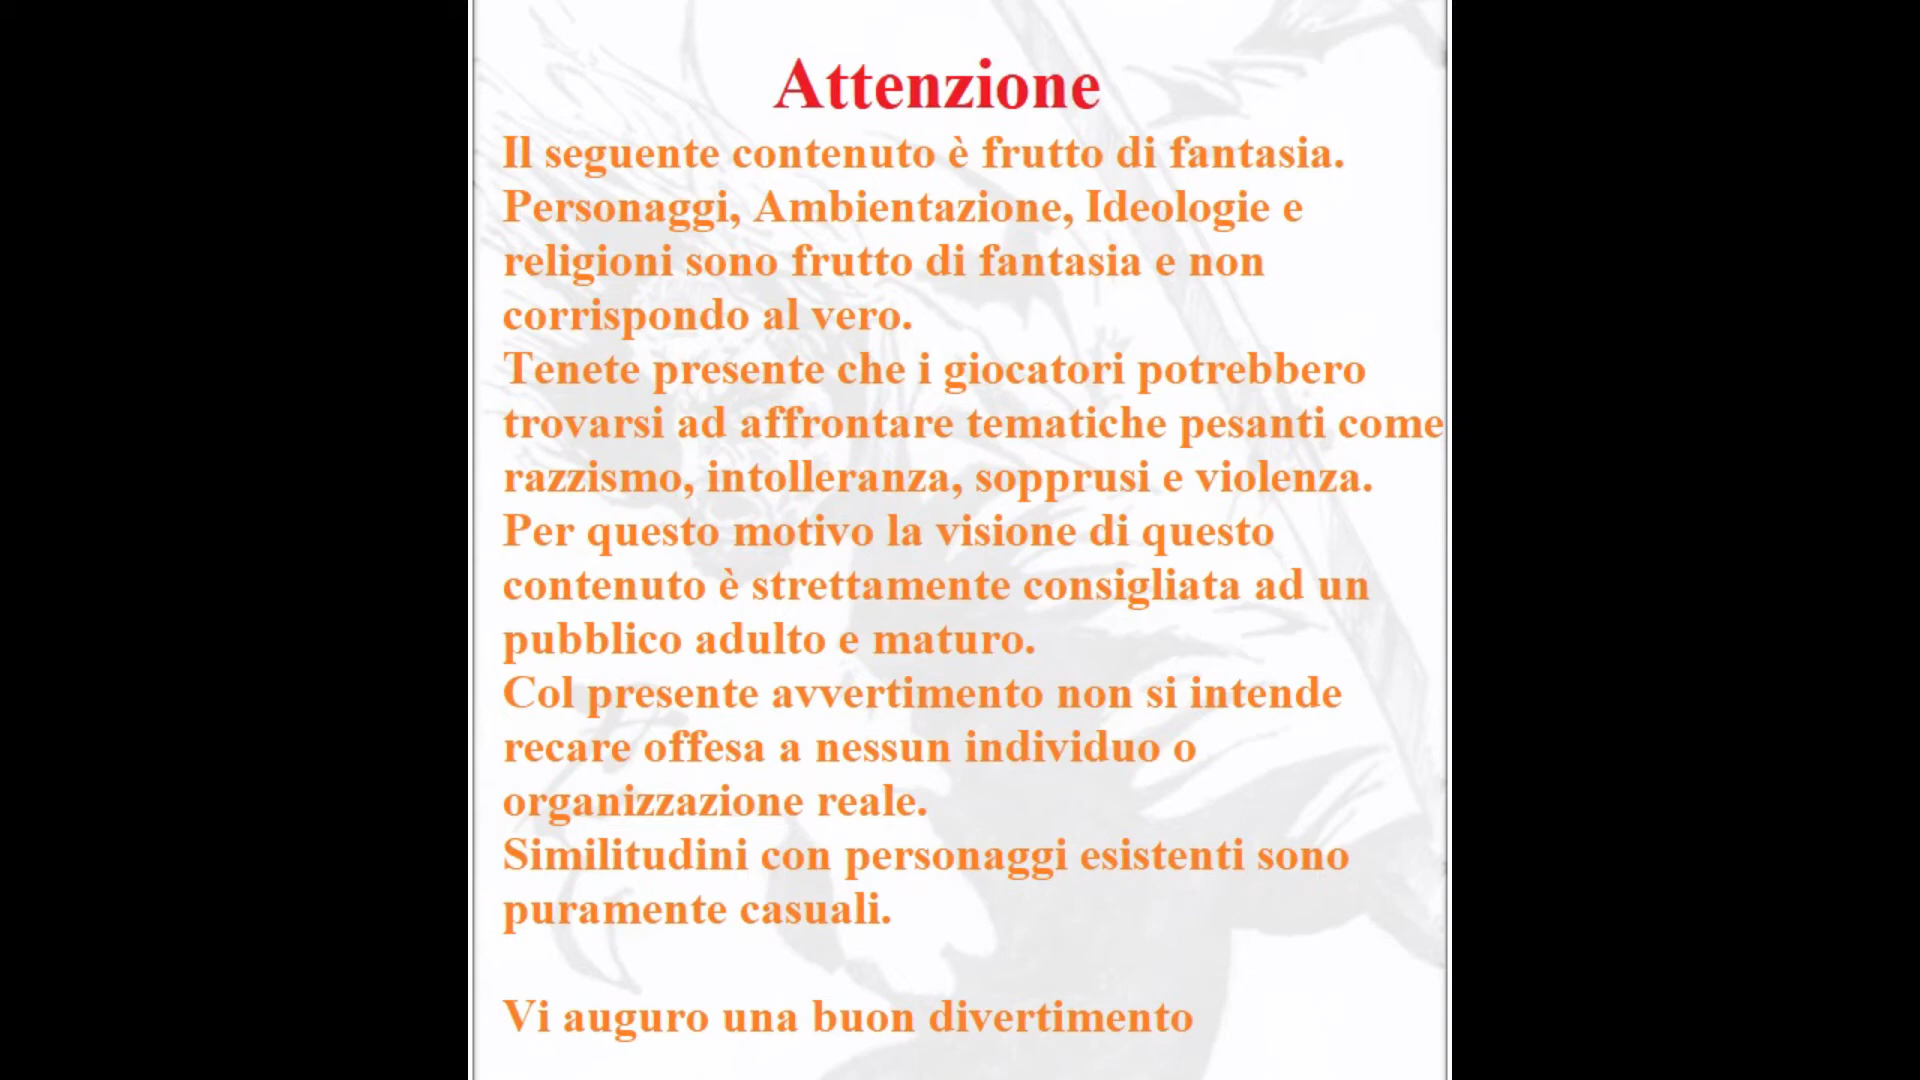 Attenzione
Il seguente contenuto è frutto di fantasia.
Personaggi, Ambientazione, Ideologie e
religioni sono frutto di fantasia e non
corrispondo al vero.
Tenete presente che i giocatori potrebbero
trovarsi ad affrontare tematiche pesanti come
razzismo, intolleranza, sopprusi e violenza.
Per questo motivo la visione di questo
contenuto è strettamente consigliata ad un
pubblico adulto e maturo.
Col presente avvertimento non si intende
recare offesa a nessun individuo o
organizzazione reale.
Similitudini con personaggi esistenti sono
puramente casuali.
Vi auguro una buon divertimento